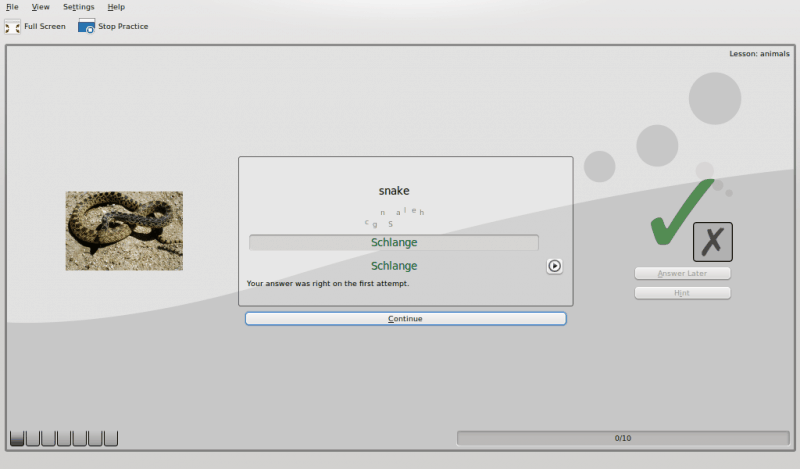 File View Settings Help
Full Screen Stop Practice
Lesson: animals
snake
n a l e h
c g S
Schlange
Schlange
Your answer was right on the first attempt.
Continue
Answer Later
Hint
0/10